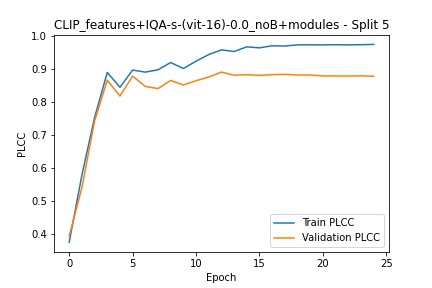 CLIP_features+IQA-s-(vit-16)-0.0_noB+modules - Split 5
1.0
0.9
0.8
0.7
0.6
0.5
0.4
PLCC
Train PLCC
Validation PLCC
0 5 10 15 20 25
Epoch